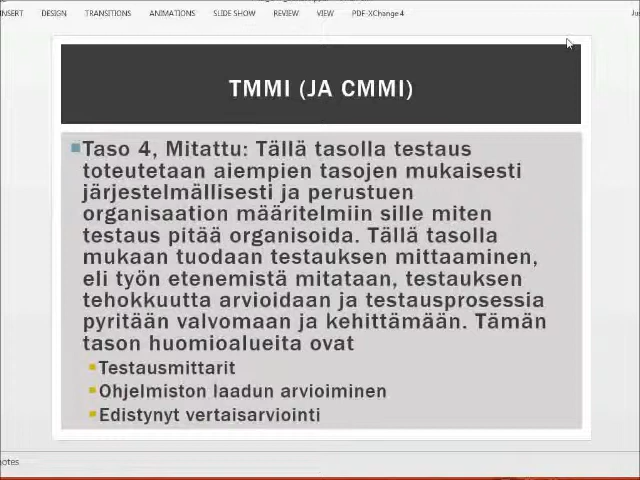 INSERT DESIGN TRANSITIONS ANIMATIONS SLIDE SHOW REVIEW VIEW PDF-XChange 4
TMMI (JA CMMI)
Taso 4, Mitattu: Tällä tasolla testaus
toteutetaan aiempien tasojen mukaisesti
järjestelmällisesti ja perustuen
organisaation määritelmiin sille miten
testaus pitää organisoida. Tällä tasolla
mukaan tuodaan testauksen mittaaminen,
eli työn etenemistä mitataan, testauksen
tehokkuutta arvioidaan ja testausprosessia
pyritään valvomaan ja kehittämään. Tämän
tason huomioalueita ovat
Testausmittarit
Ohjelmiston laadun arvioiminen
Edistynyt vertaisarviointi
otes